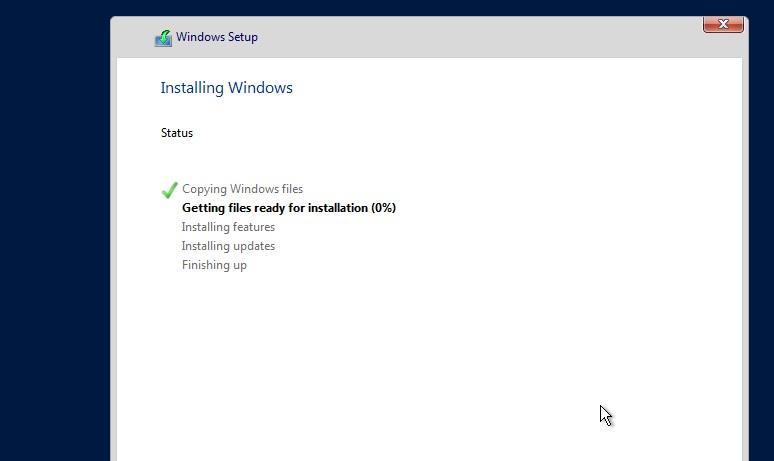 Windows Setup
Installing Windows
Status
Copying Windows files
Getting files ready for installation (0%)
Installing features
Installing updates
Finishing up